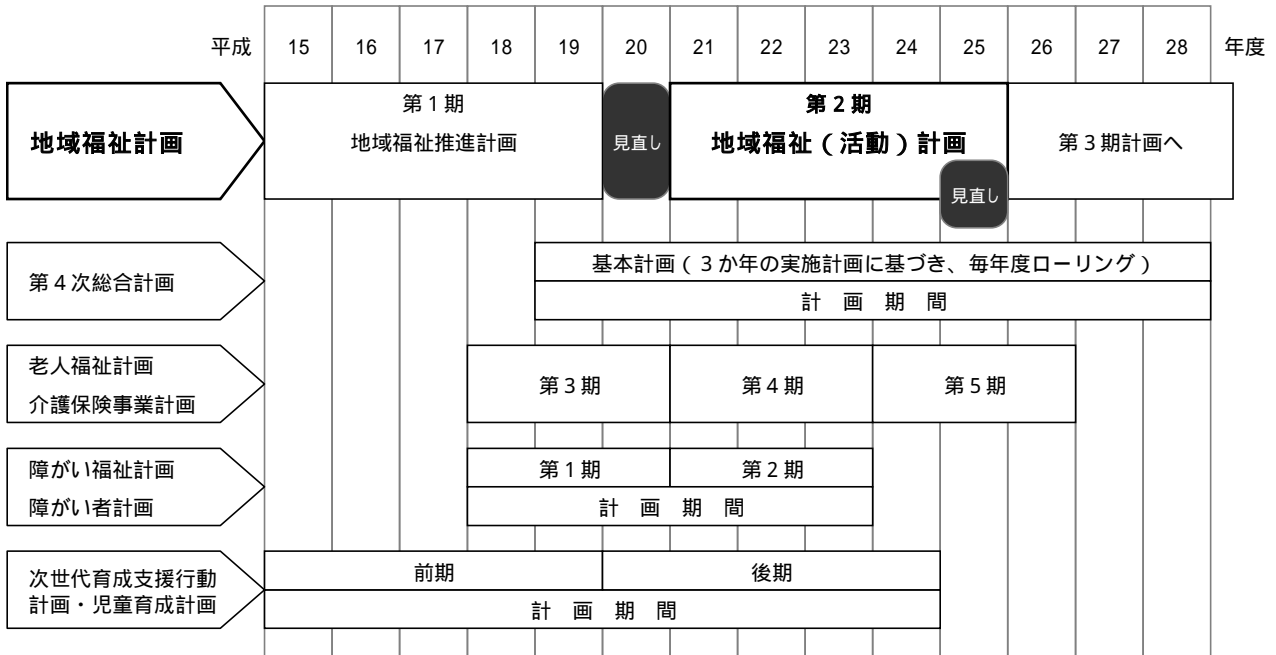 平成 15 16 17 18 19 20 21 22 23 24 25 26 27 28 年度
地域福祉計画
第1期
地域福祉推進計画
見直し
第2期
地域福祉(活動)計画
見直し
第3期計画へ
第4次総合計画
基本計画(3か年の実施計画に基づき、毎年度ローリング)
計画期間
老人福祉計画
介護保険事業計画
第3期 第4期 第5期
障がい福祉計画
障がい者計画
第1期 第2期
計画期間
次世代育成支援行動
計画・児童育成計画
前期 後期
計画期間